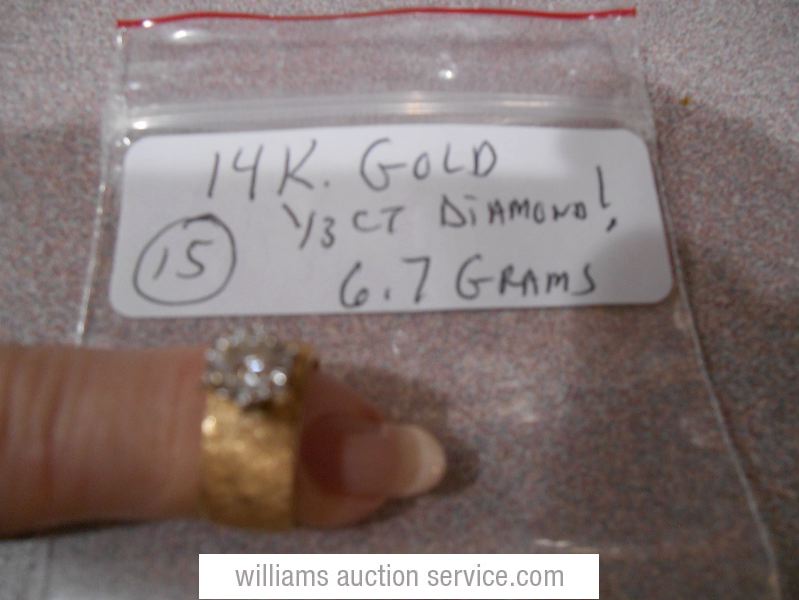 14K. GOLD
1/3 CT DIAMOND!
15
6.7 GRAMS
williams auction service.com